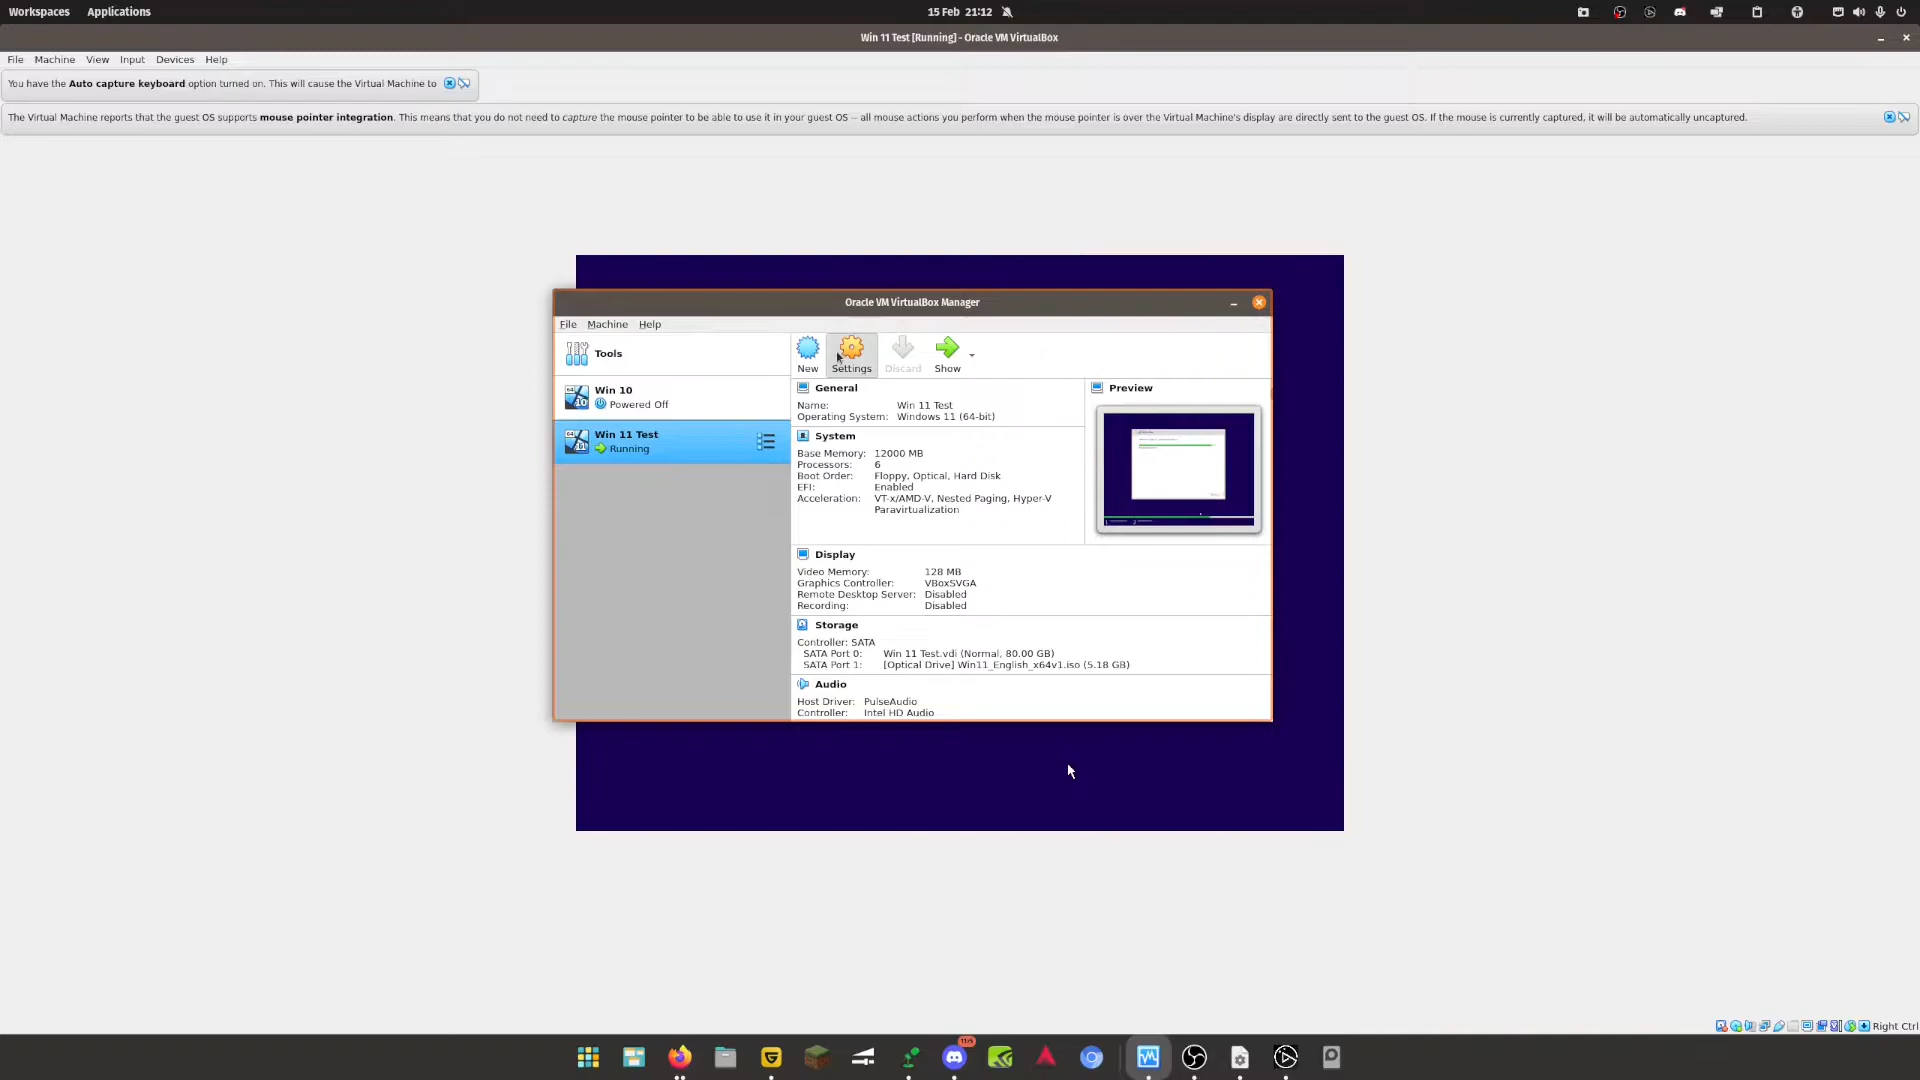 Workspaces Applications 15 Feb 21:12
Win 11 Test [Running] - Oracle VM VirtualBox
File Machine View Input Devices Help
You have the Auto capture keyboard option turned on. This will cause the Virtual Machine to
The Virtual Machine reports that the guest OS supports mouse pointer integration. This means that you do not need to capture the mouse pointer to be able to use it in your guest OS -- all mouse actions you perform when the mouse pointer is over the Virtual Machine's display are directly sent to the guest OS. If the mouse is currently captured, it will be automatically uncaptured.
Oracle VM VirtualBox Manager
File Machine Help
Tools
New Settings Discard Show
Win 10
Powered Off
Win 11 Test
Running
General
Name: Win 11 Test
Operating System: Windows 11 (64-bit)
Preview
System
Base Memory: 12000 MB
Processors: 6
Boot Order: Floppy, Optical, Hard Disk
EFI: Enabled
Acceleration: VT-x/AMD-V, Nested Paging, Hyper-V
Paravirtualization
Display
Video Memory: 128 MB
Graphics Controller: VBoxSVGA
Remote Desktop Server: Disabled
Recording: Disabled
Storage
Controller: SATA
SATA Port 0: Win 11 Test.vdi (Normal, 80.00 GB)
SATA Port 1: [Optical Drive] Win11_English_x64v1.iso (5.18 GB)
Audio
Host Driver: PulseAudio
Controller: Intel HD Audio
Right Ctrl